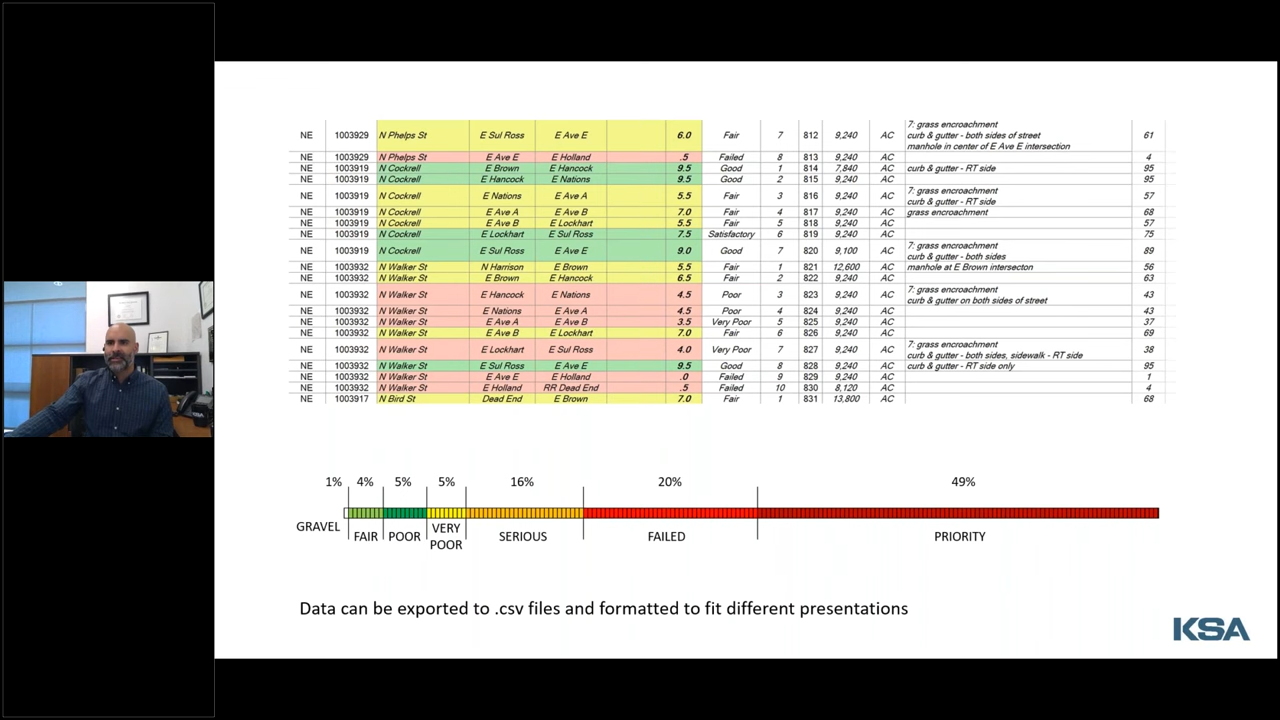 7: grass encroachment
NE 1003929 N Phelps St E Sul Ross E Ave E 6.0 Fair 7 812 9,240 AC curb & gutter - both sides of street 61
manhole in center of E Ave E intersection
NE 1003929 N Phelps St E Ave E E Holland .5 Failed 8 813 9,240 AC 4
NE 1003919 N Cockrell E Brown E Hancock 9.5 Good 1 814 7,840 AC curb & gutter - RT side 95
NE 1003919 N Cockrell E Hancock E Nations 9.5 Good 2 815 9,240 AC 95
NE 1003919 N Cockrell E Nations E Ave A 5.5 Fair 3 816 9,240 AC 7: grass encroachment 57
curb & gutter - RT side
NE 1003919 N Cockrell E Ave A E Ave B 7.0 Fair 4 817 9,240 AC grass encroachment 68
NE 1003919 N Cockrell E Ave B E Lockhart 5.5 Fair 5 818 9,240 AC 57
NE 1003919 N Cockrell E Lockhart E Sul Ross 7.5 Satisfactory 6 819 9,240 AC 75
NE 1003919 N Cockrell E Sul Ross E Ave E 9.0 Good 7 820 9,100 AC 7: grass encroachment 89
curb & gutter - both sides
NE 1003932 N Walker St N Harrison E Brown 5.5 Fair 1 821 12,600 AC manhole at E Brown intersecton 56
NE 1003932 N Walker St E Brown E Hancock 6.5 Fair 2 822 9,240 AC 63
NE 1003932 N Walker St E Hancock E Nations 4.5 Poor 3 823 9,240 AC 7: grass encroachment 43
curb & gutter on both sides of street
NE 1003932 N Walker St E Nations E Ave A 4.5 Poor 4 824 9,240 AC 43
NE 1003932 N Walker St E Ave A E Ave B 3.5 Very Poor 5 825 9,240 AC 37
NE 1003932 N Walker St E Ave B E Lockhart 7.0 Fair 6 826 9,240 AC 69
NE 1003932 N Walker St E Lockhart E Sul Ross 4.0 Very Poor 7 827 9,240 AC 7: grass encroachment 38
curb & gutter - both sides, sidewalk - RT side
NE 1003932 N Walker St E Sul Ross E Ave E 9.5 Good 8 828 9,240 AC curb & gutter - RT side only 95
NE 1003932 N Walker St E Ave E E Holland .0 Failed 9 829 9,240 AC 1
NE 1003932 N Walker St E Holland RR Dead End .5 Failed 10 830 8,120 AC 4
NE 1003917 N Bird St Dead End E Brown 7.0 Fair 1 831 13,800 AC 68
1% 4% 5% 5% 16% 20% 49%
GRAVEL FAIR POOR VERY POOR SERIOUS FAILED PRIORITY
Data can be exported to .csv files and formatted to fit different presentations
KSA